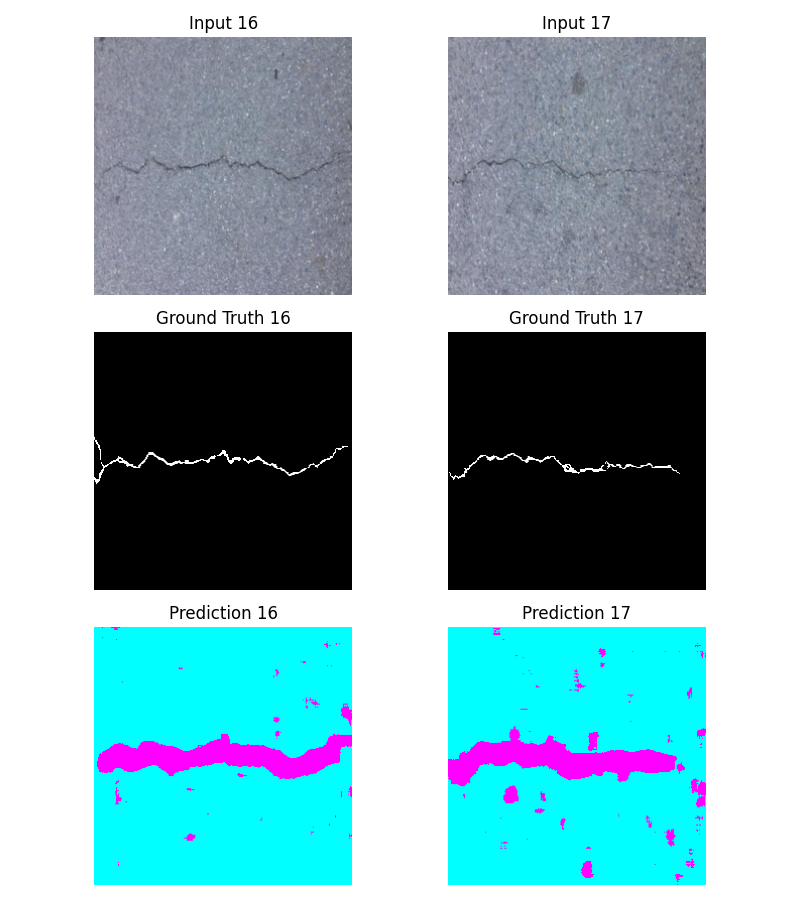 Input 16
Input 17
Ground Truth 16
Ground Truth 17
Prediction 16
Prediction 17